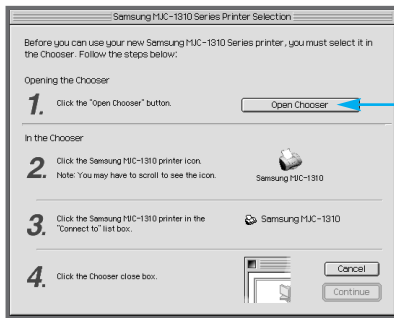 Samsung MJC-1310 Series Printer Selection
Before you can use your new Samsung MJC-1310 Series printer, you must select it in
the Chooser. Follow the steps below:
Opening the Chooser
1. Click the "Open Chooser" button.
Open Chooser
In the Chooser
2. Click the Samsung MJC-1310 printer icon.
Note: You may have to scroll to see the icon.
Samsung MJC-1310
3. Click the Samsung MJC-1310 printer in the
"Connect to" list box.
Samsung MJC-1310
4. Click the Chooser close box.
Cancel
Continue